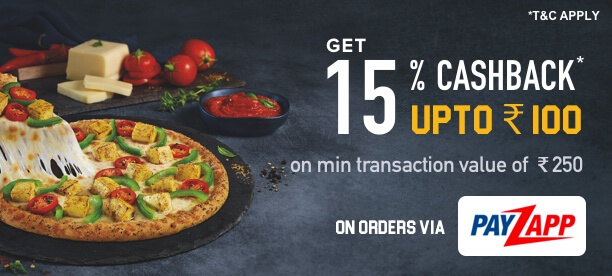 *T&C APPLY
GET
15% CASHBACK*
UPTO ₹100
on min transaction value of ₹250
ON ORDERS VIA PAYZAPP